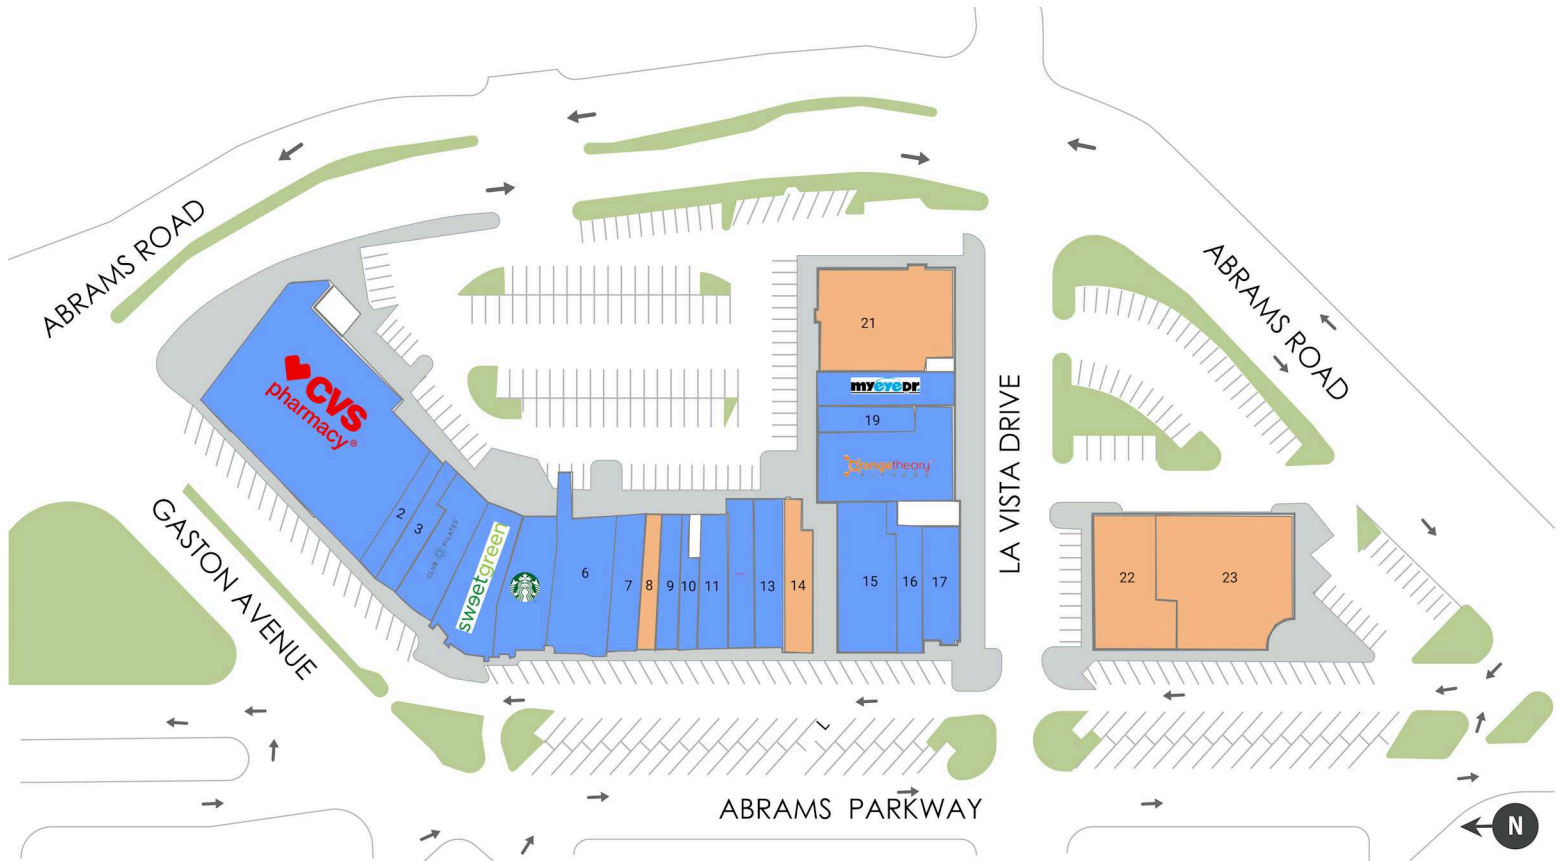 ABRAMS ROAD
ABRAMS ROAD
21
CVS
pharmacy®
myeyeDr.
19
orangetheory
FITNESS
LA VISTA DRIVE
2
3
CLUB PILATES
sweetgreen
GASTON AVENUE
6
7
8
9
10
11
13
14
15
16
17
22
23
ABRAMS PARKWAY
N